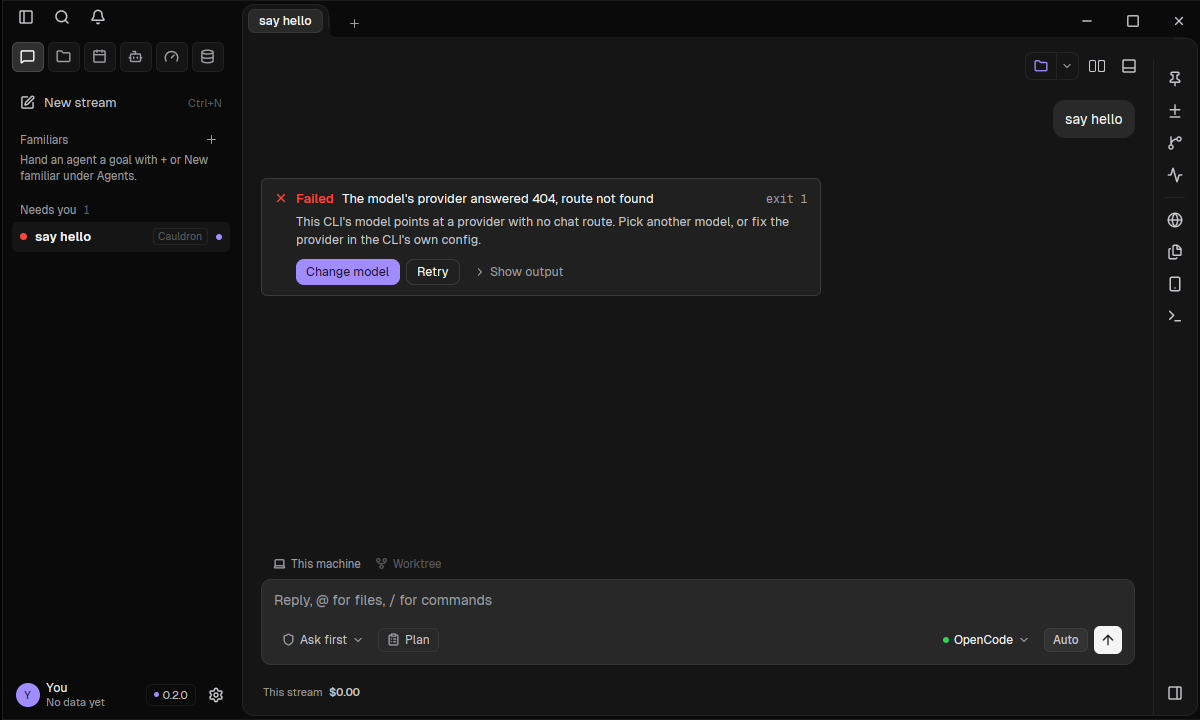 say hello
New stream
Ctrl+N
Familiars
Hand an agent a goal with + or New
familiar under Agents.
Needs you 1
say hello
Cauldron
say hello
Failed The model's provider answered 404, route not found
exit 1
This CLI's model points at a provider with no chat route. Pick another model, or fix the
provider in the CLI's own config.
Change model
Retry
Show output
This machine
Worktree
Reply, @ for files, / for commands
Ask first
Plan
OpenCode
Auto
This stream $0.00
Y
You
No data yet
0.2.0